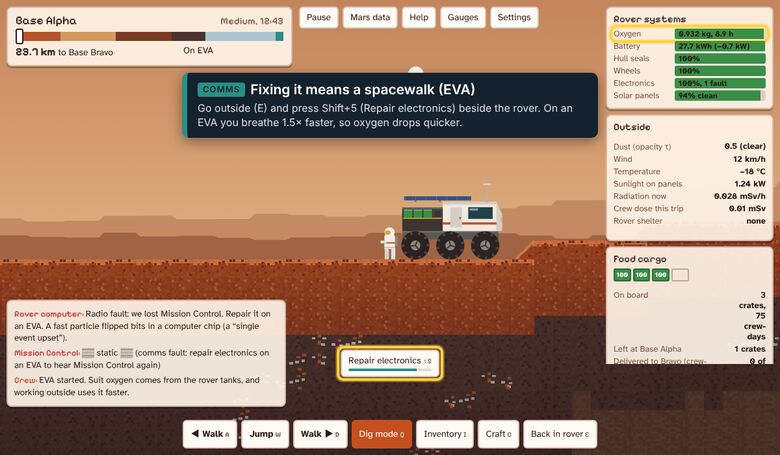 Base Alpha
Medium, 12:43
83.7 km to Base Bravo
On EVA
Pause
Mars data
Help
Gauges
Settings
COMMS Fixing it means a spacewalk (EVA)
Go outside (E) and press Shift+5 (Repair electronics) beside the rover. On an
EVA you breathe 1.5× faster, so oxygen drops quicker.
Rover systems
Oxygen 0.932 kg, 8.9 h
Battery 27.7 kWh (−0.7 kW)
Hull seals 100%
Wheels 100%
Electronics 100%, 1 fault
Solar panels 94% clean
Outside
Dust (opacity τ) 0.5 (clear)
Wind 12 km/h
Temperature −18 °C
Sunlight on panels 1.24 kW
Radiation now 0.028 mSv/h
Crew dose this trip 0.01 mSv
Rover shelter none
Food cargo
100 100 100
On board 3
crates,
75
crew-
days
Left at Base Alpha 1 crates
Delivered to Bravo (crew- 0 of
Rover computer: Radio fault: we lost Mission Control. Repair it on
an EVA. A fast particle flipped bits in a computer chip (a “single
event upset”).
Mission Control: ▒▒ static ▒▒ (comms fault: repair electronics on
an EVA to hear Mission Control again)
Crew: EVA started. Suit oxygen comes from the rover tanks, and
working outside uses it faster.
Repair electronics
◀ Walk A
Jump W
Walk ▶ D
Dig mode Q
Inventory I
Craft C
Back in rover E